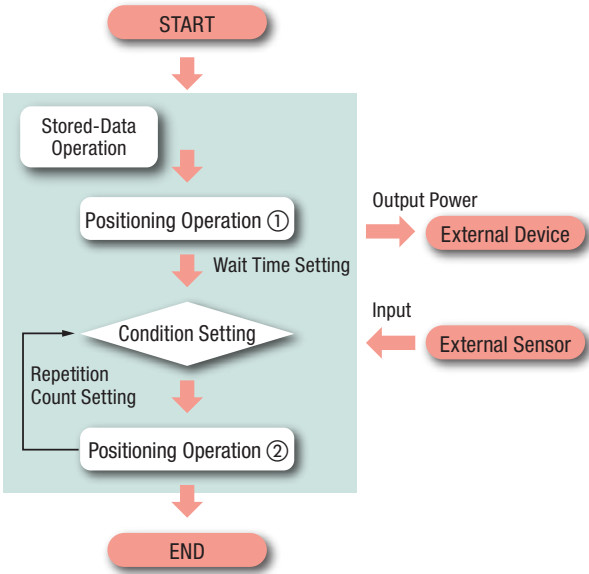 START
Stored-Data
Operation
Positioning Operation ①
Output Power
External Device
Wait Time Setting
Condition Setting
Input
External Sensor
Repetition
Count Setting
Positioning Operation ②
END